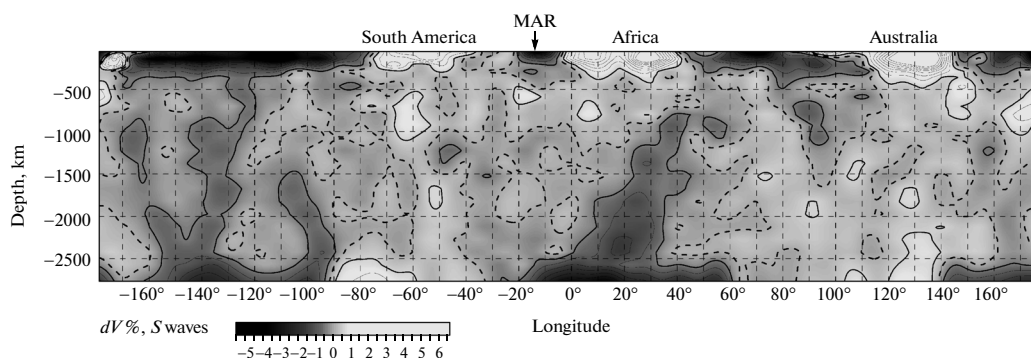 MAR
South America Africa Australia
−500
−1000
−1500
−2000
−2500
Depth, km
−160° −140° −120° −100° −80° −60° −40° −20° 0° 20° 40° 60° 80° 100° 120° 140° 160°
dV %, S waves
Longitude
−5 −4 −3 −2 −1 0 1 2 3 4 5 6